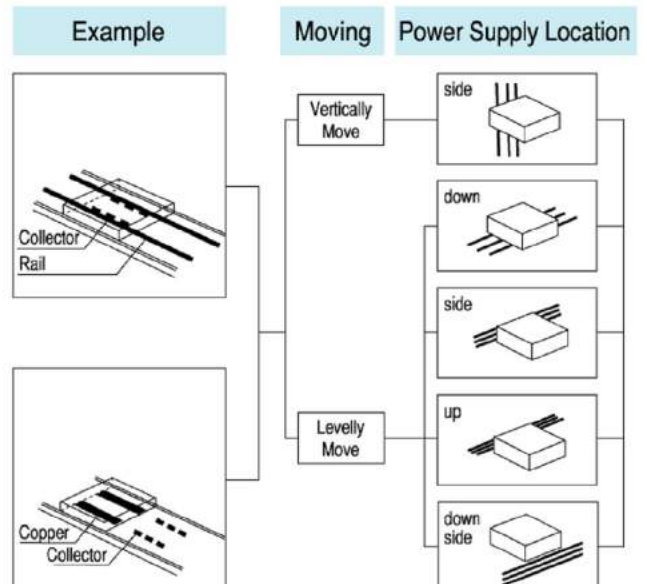 Example
Moving
Power Supply Location
Collector
Rail
Copper
Collector
Vertically
Move
Levelly
Move
side
down
side
up
down
side